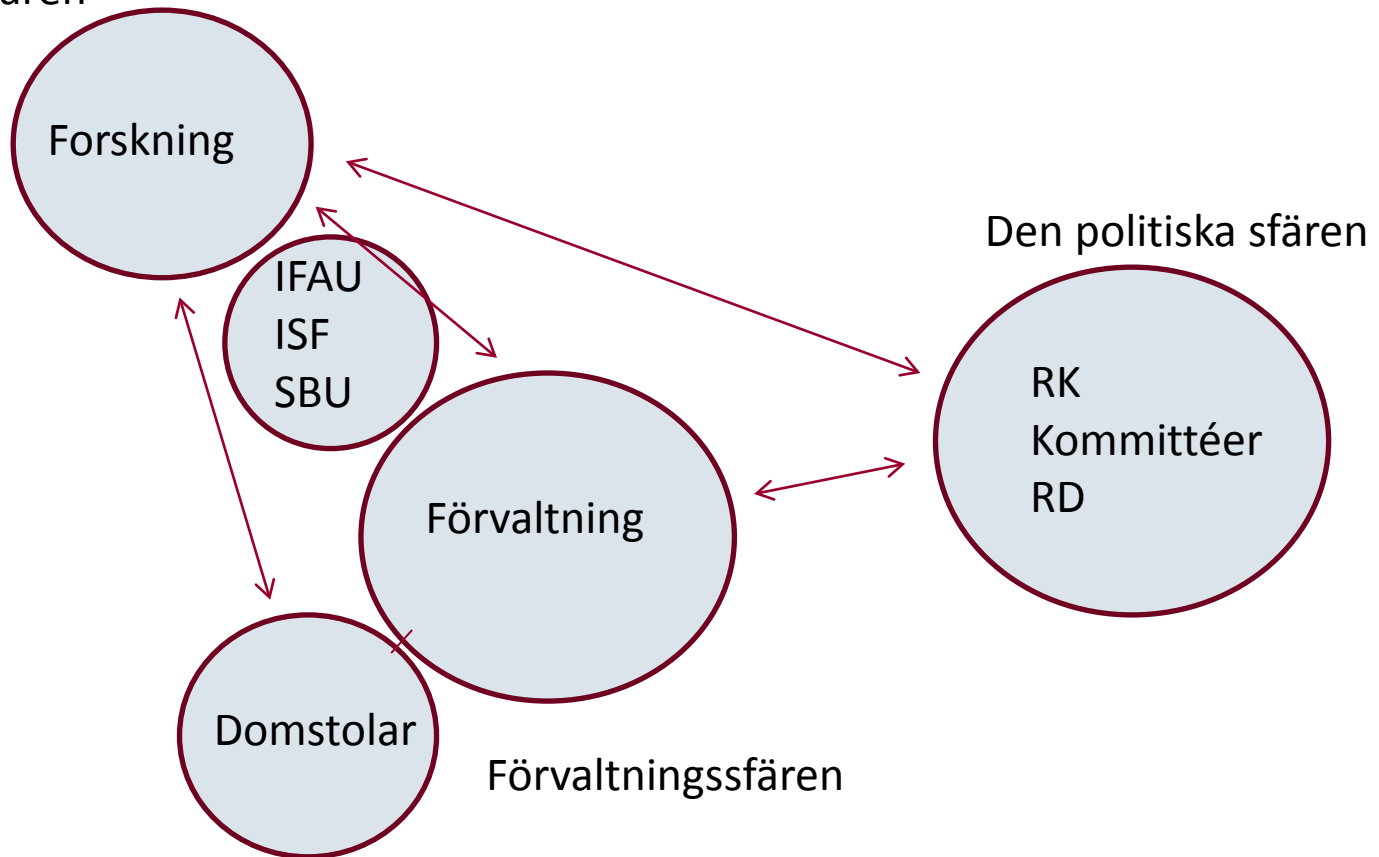 Forskning
IFAU
ISF
SBU
Den politiska sfären
RK
Kommittéer
RD
Förvaltning
Domstolar
Förvaltningssfären